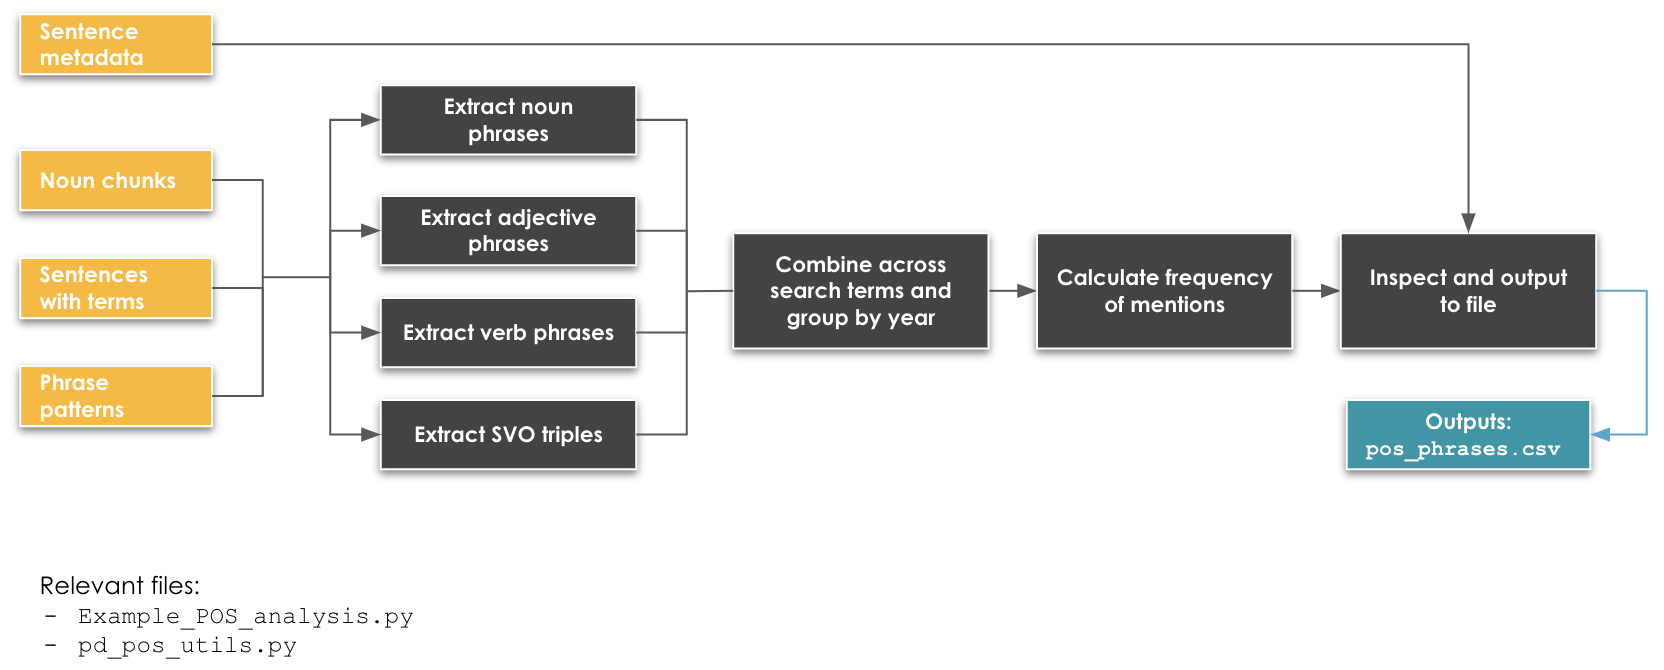 Sentence
metadata
Noun chunks
Sentences
with terms
Phrase
patterns
Extract noun
phrases
Extract adjective
phrases
Extract verb phrases
Extract SVO triples
Combine across
search terms and
group by year
Calculate frequency
of mentions
Inspect and output
to file
Outputs:
pos_phrases.csv
Relevant files:
- Example_POS_analysis.py
- pd_pos_utils.py